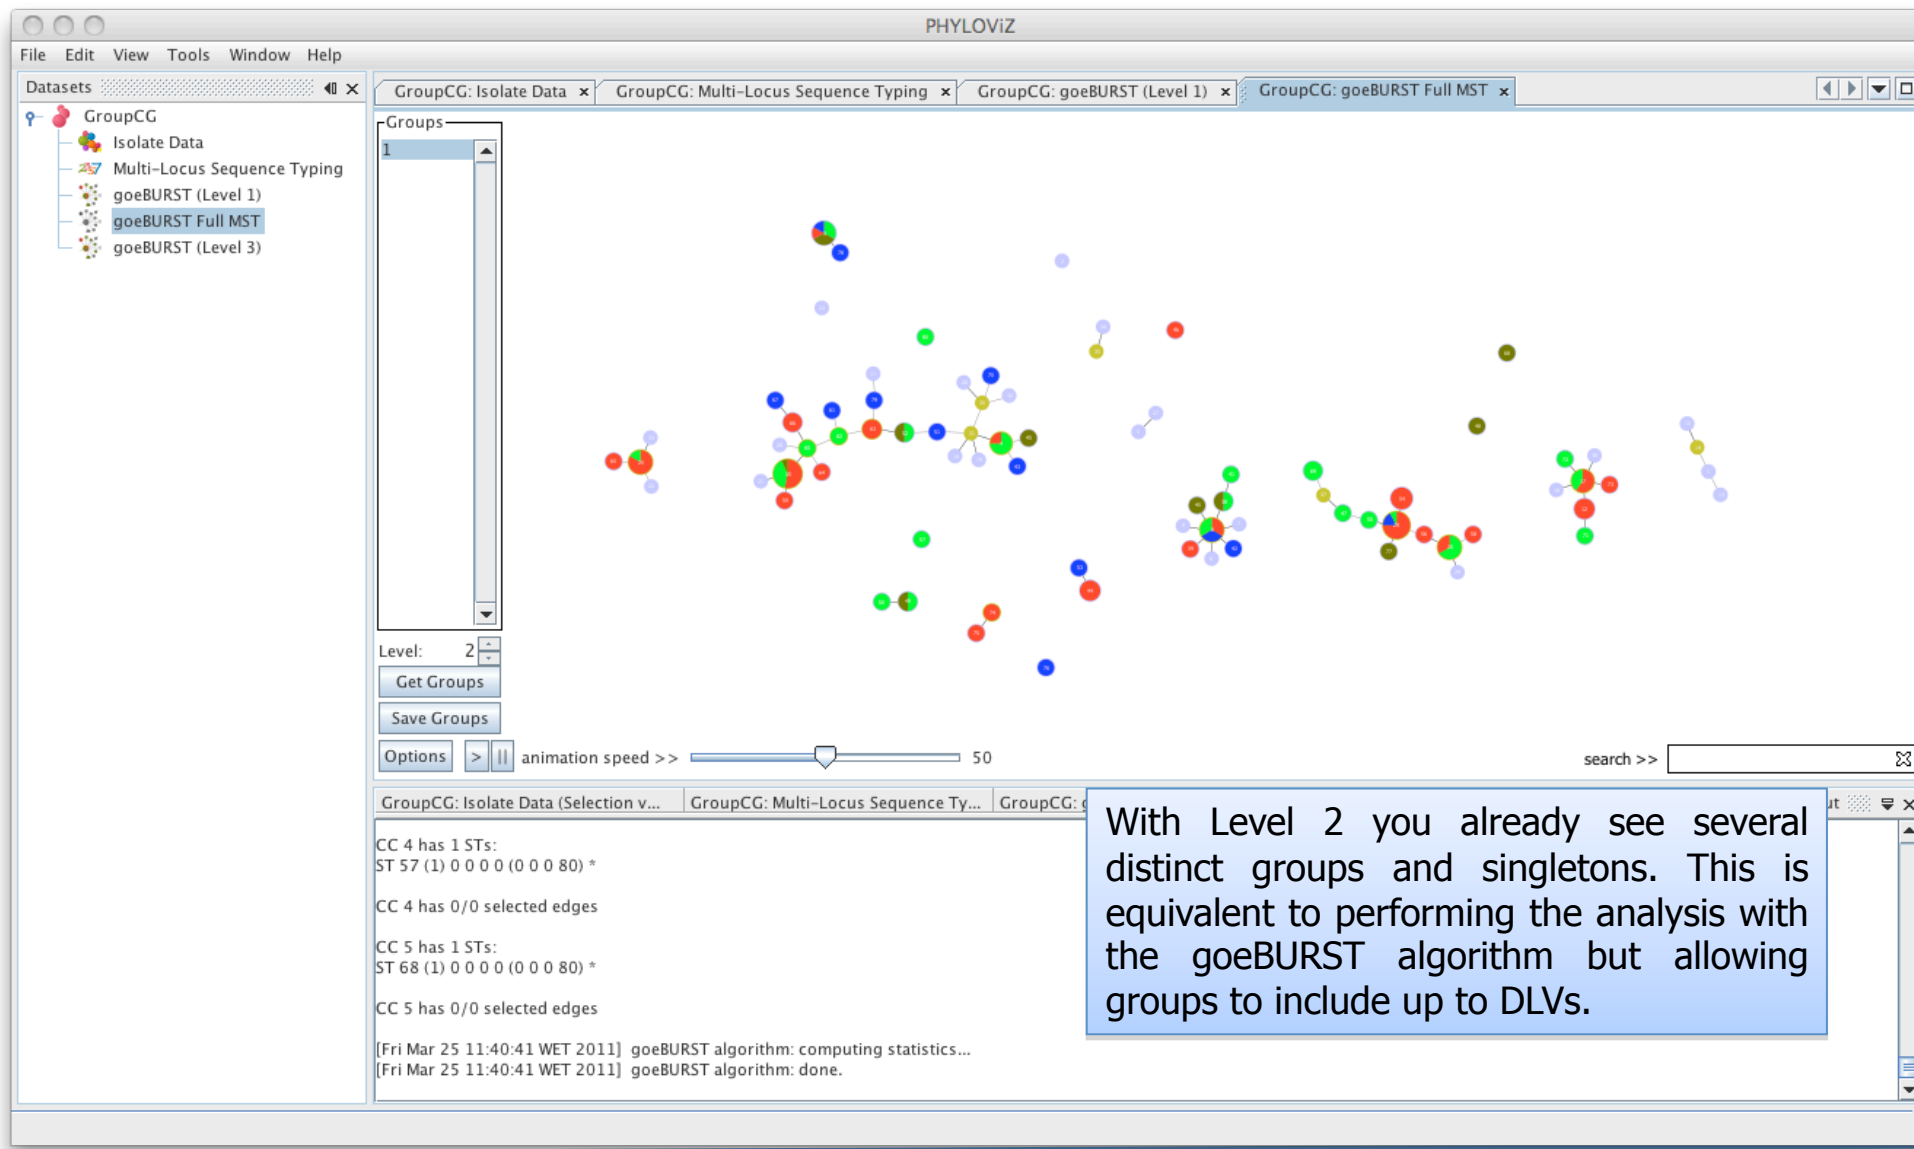 PHYLOViZ
File Edit View Tools Window Help
Datasets
GroupCG
Isolate Data
Multi-Locus Sequence Typing
goeBURST (Level 1)
goeBURST Full MST
goeBURST (Level 3)
GroupCG: Isolate Data × GroupCG: Multi-Locus Sequence Typing × GroupCG: goeBURST (Level 1) × GroupCG: goeBURST Full MST ×
Groups
1
Level: 2
Get Groups
Save Groups
Options > || animation speed >> 50
search >>
GroupCG: Isolate Data (Selection v... GroupCG: Multi-Locus Sequence Ty... GroupCG:
CC 4 has 1 STs:
ST 57 (1) 0 0 0 0 (0 0 0 80) *
CC 4 has 0/0 selected edges
CC 5 has 1 STs:
ST 68 (1) 0 0 0 0 (0 0 0 80) *
CC 5 has 0/0 selected edges
[Fri Mar 25 11:40:41 WET 2011] goeBURST algorithm: computing statistics...
[Fri Mar 25 11:40:41 WET 2011] goeBURST algorithm: done.
With Level 2 you already see several
distinct groups and singletons. This is
equivalent to performing the analysis with
the goeBURST algorithm but allowing
groups to include up to DLVs.